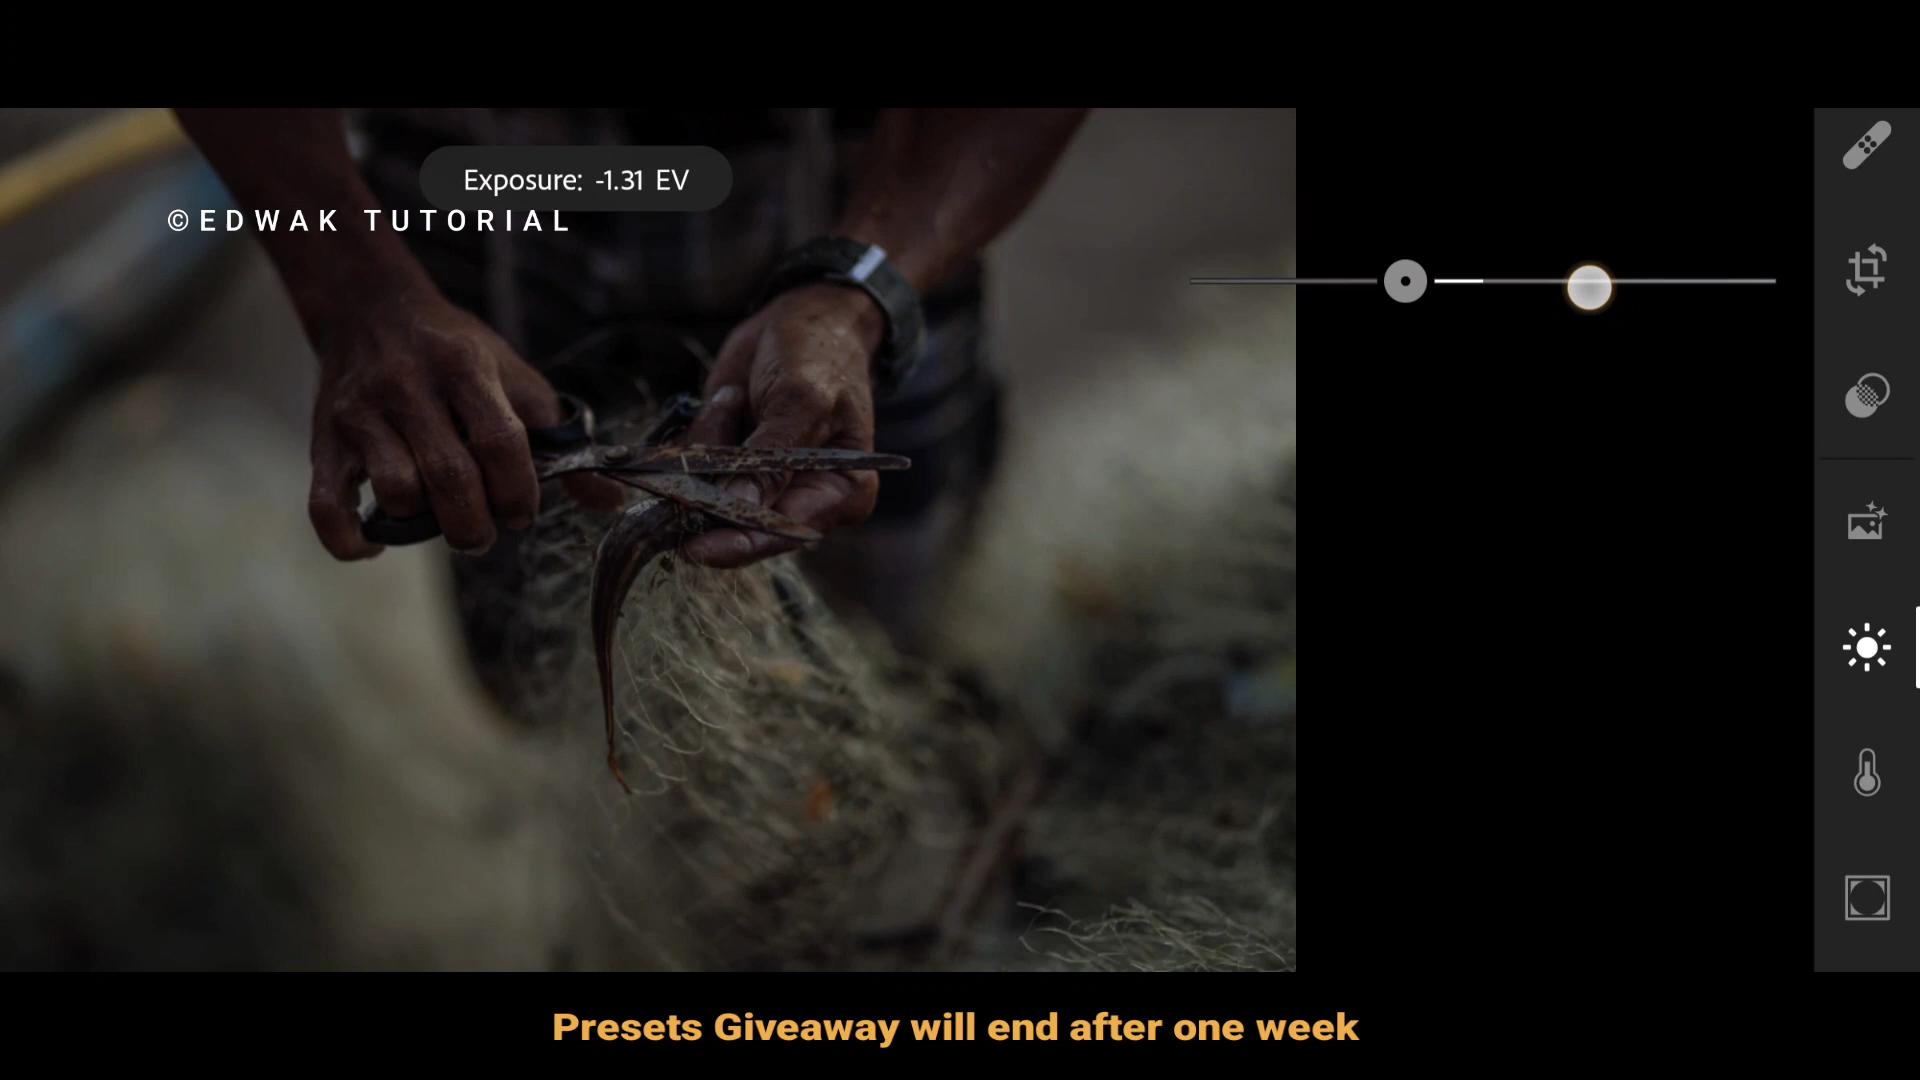 Exposure: -1.31 EV
©EDWAK TUTORIAL
Presets Giveaway will end after one week